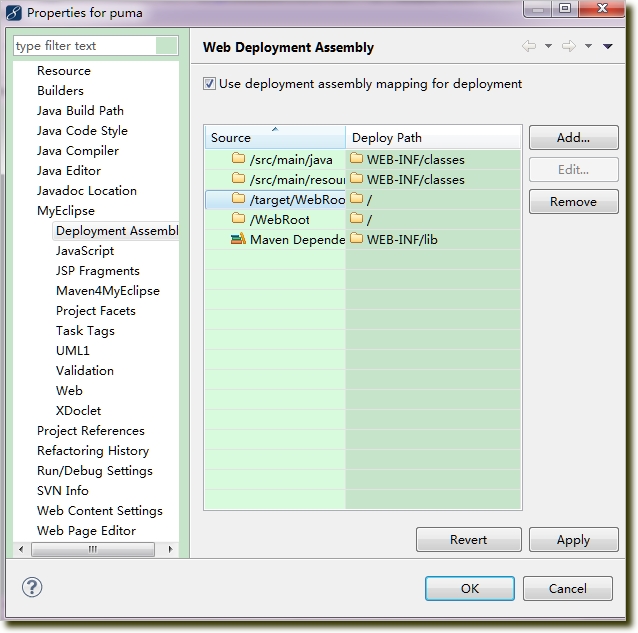 Properties for puma
type filter text
Resource
Builders
Java Build Path
Java Code Style
Java Compiler
Java Editor
Javadoc Location
MyEclipse
Deployment Assembl
JavaScript
JSP Fragments
Maven4MyEclipse
Project Facets
Task Tags
UML1
Validation
Web
XDoclet
Project References
Refactoring History
Run/Debug Settings
SVN Info
Web Content Settings
Web Page Editor
Web Deployment Assembly
Use deployment assembly mapping for deployment
Source Deploy Path
/src/main/java WEB-INF/classes
/src/main/resour WEB-INF/classes
/target/WebRoo /
/WebRoot /
Maven Depende WEB-INF/lib
Add...
Edit...
Remove
Revert Apply
OK Cancel